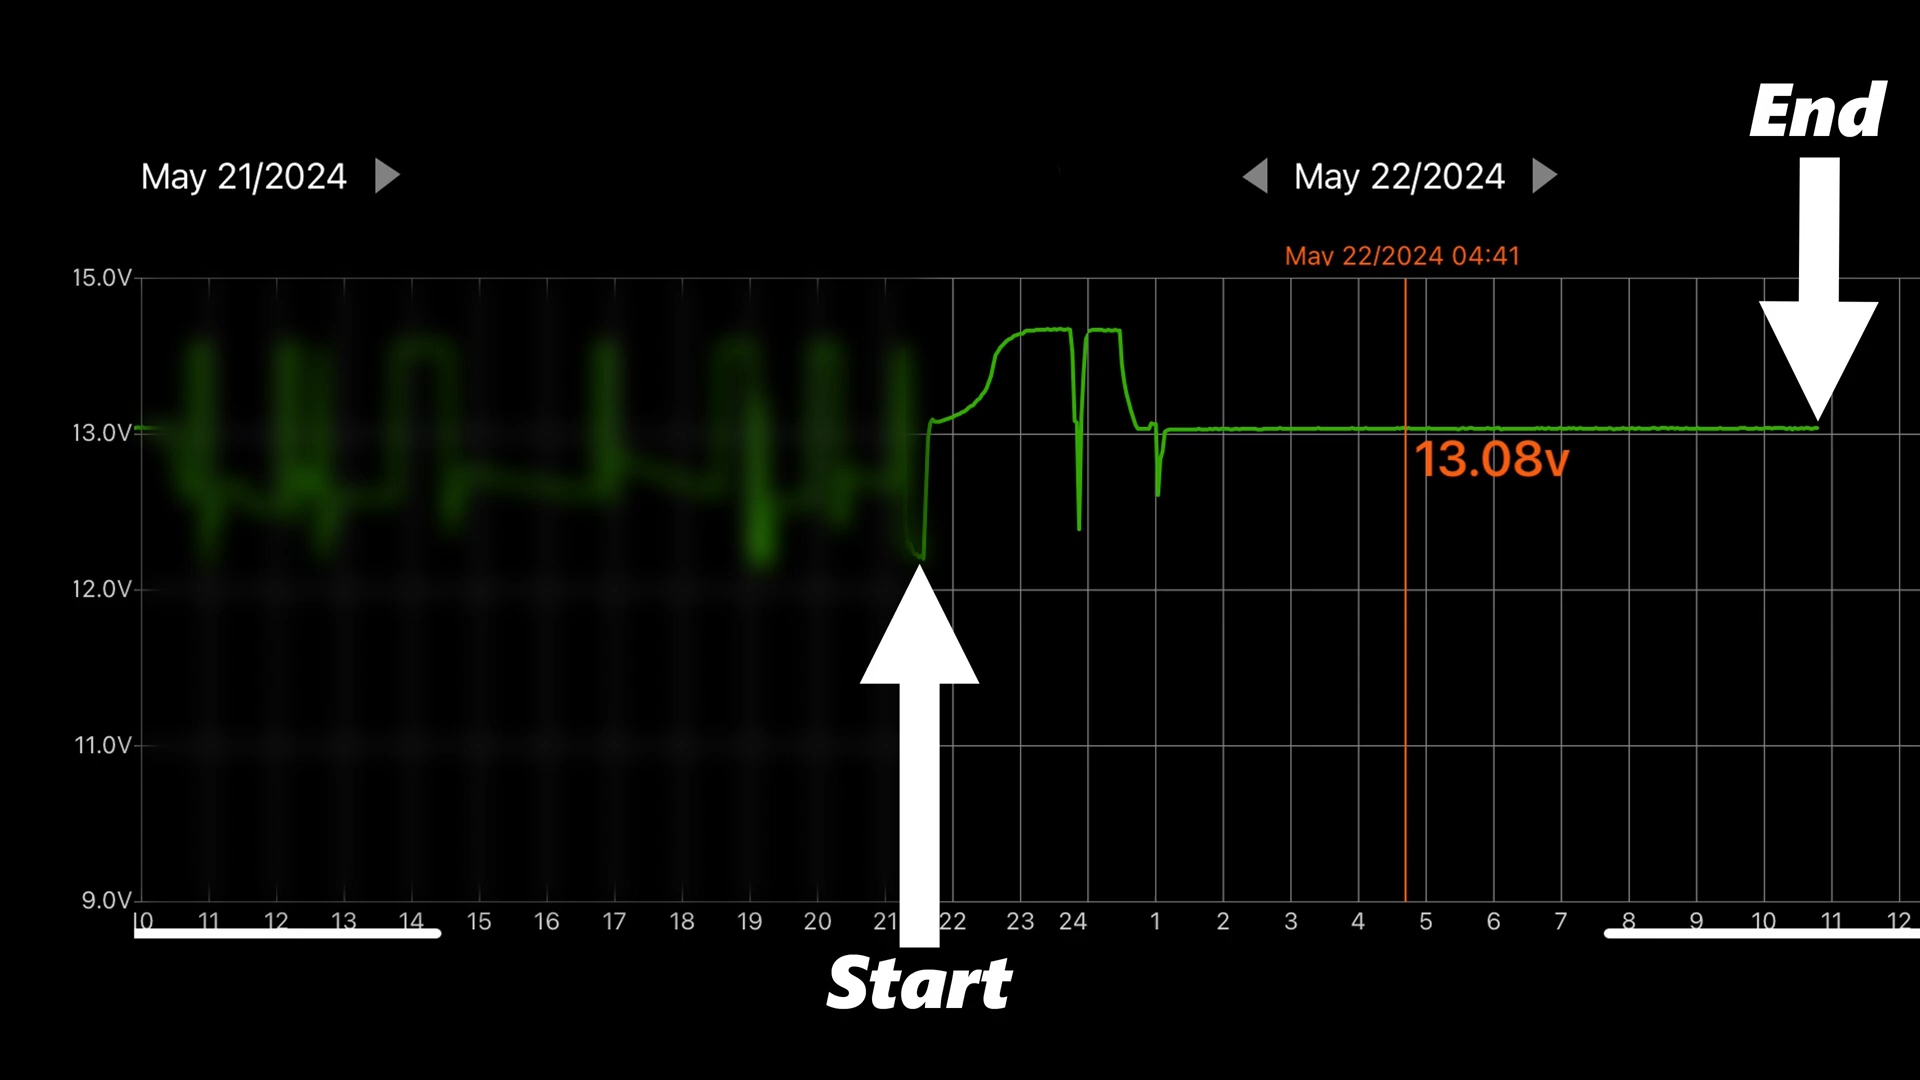 End
May 21/2024
May 22/2024
May 22/2024 04:41
15.0V
13.0V
13.08v
12.0V
11.0V
9.0V
10 11 12 13 14 15 16 17 18 19 20 21 22 23 24 1 2 3 4 5 6 7 8 9 10 11 12
Start